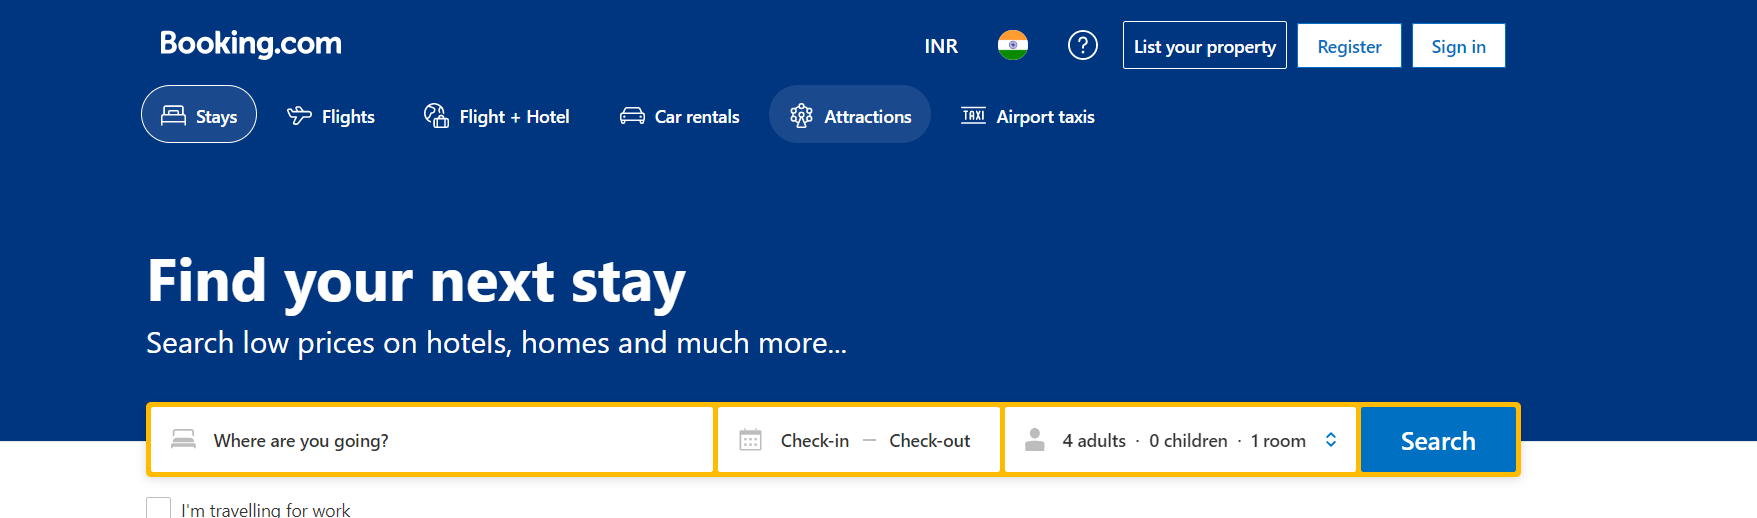 Booking.com
INR
?
List your property
Register
Sign in
Stays
Flights
Flight + Hotel
Car rentals
Attractions
TAXI
Airport taxis
Find your next stay
Search low prices on hotels, homes and much more...
Where are you going?
Check-in — Check-out
4 adults · 0 children · 1 room
Search
I'm travelling for work